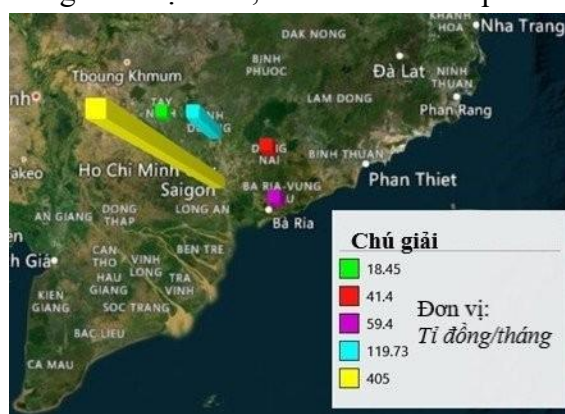 KHANH
HOA
Nha Trang
DAK NONG
BINH
PHUOC
Đà Lat
NINH
THUAN
Tboung Khmum
LAM DONG
Phan Rang
TAY
BINH THUAN
NAI
Ho Chi Minh
Phan Thiet
Saigon
BA RIA-VUNG
LONG AN
Bà Ria
AN GIANG
DONG
THAP
CAN
THO
VINH
LONG
BEN TRE
HAU
GIANG
TRA
VINH
KIEN
GIANG
SOC TRANG
BAC LIEU
CA MAU
Chú giải
18.45
41.4
59.4
119.73
405
Đơn vị:
Tỉ đồng/tháng